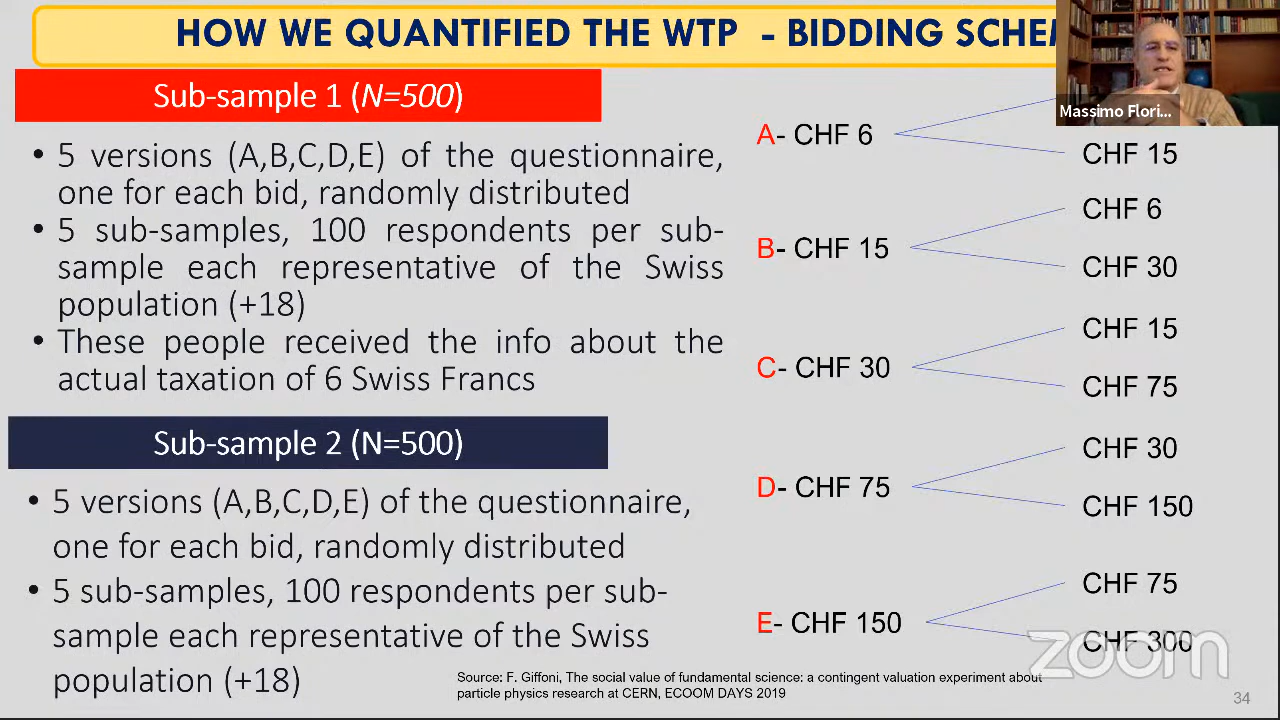 HOW WE QUANTIFIED THE WTP - BIDDING
Massimo Flori...
Sub-sample 1 (N=500)
• 5 versions (A,B,C,D,E) of the questionnaire,
one for each bid, randomly distributed
• 5 sub-samples, 100 respondents per sub-
sample each representative of the Swiss
population (+18)
• These people received the info about the
actual taxation of 6 Swiss Francs
Sub-sample 2 (N=500)
• 5 versions (A,B,C,D,E) of the questionnaire,
one for each bid, randomly distributed
• 5 sub-samples, 100 respondents per sub-
sample each representative of the Swiss
population (+18)
A- CHF 6
CHF 15
B- CHF 15
CHF 6
CHF 30
C- CHF 30
CHF 15
CHF 75
D- CHF 75
CHF 30
CHF 150
E- CHF 150
CHF 75
CHF 300
zoom
Source: F. Giffoni, The social value of fundamental science: a contingent valuation experiment about
particle physics research at CERN, ECOOM DAYS 2019
34